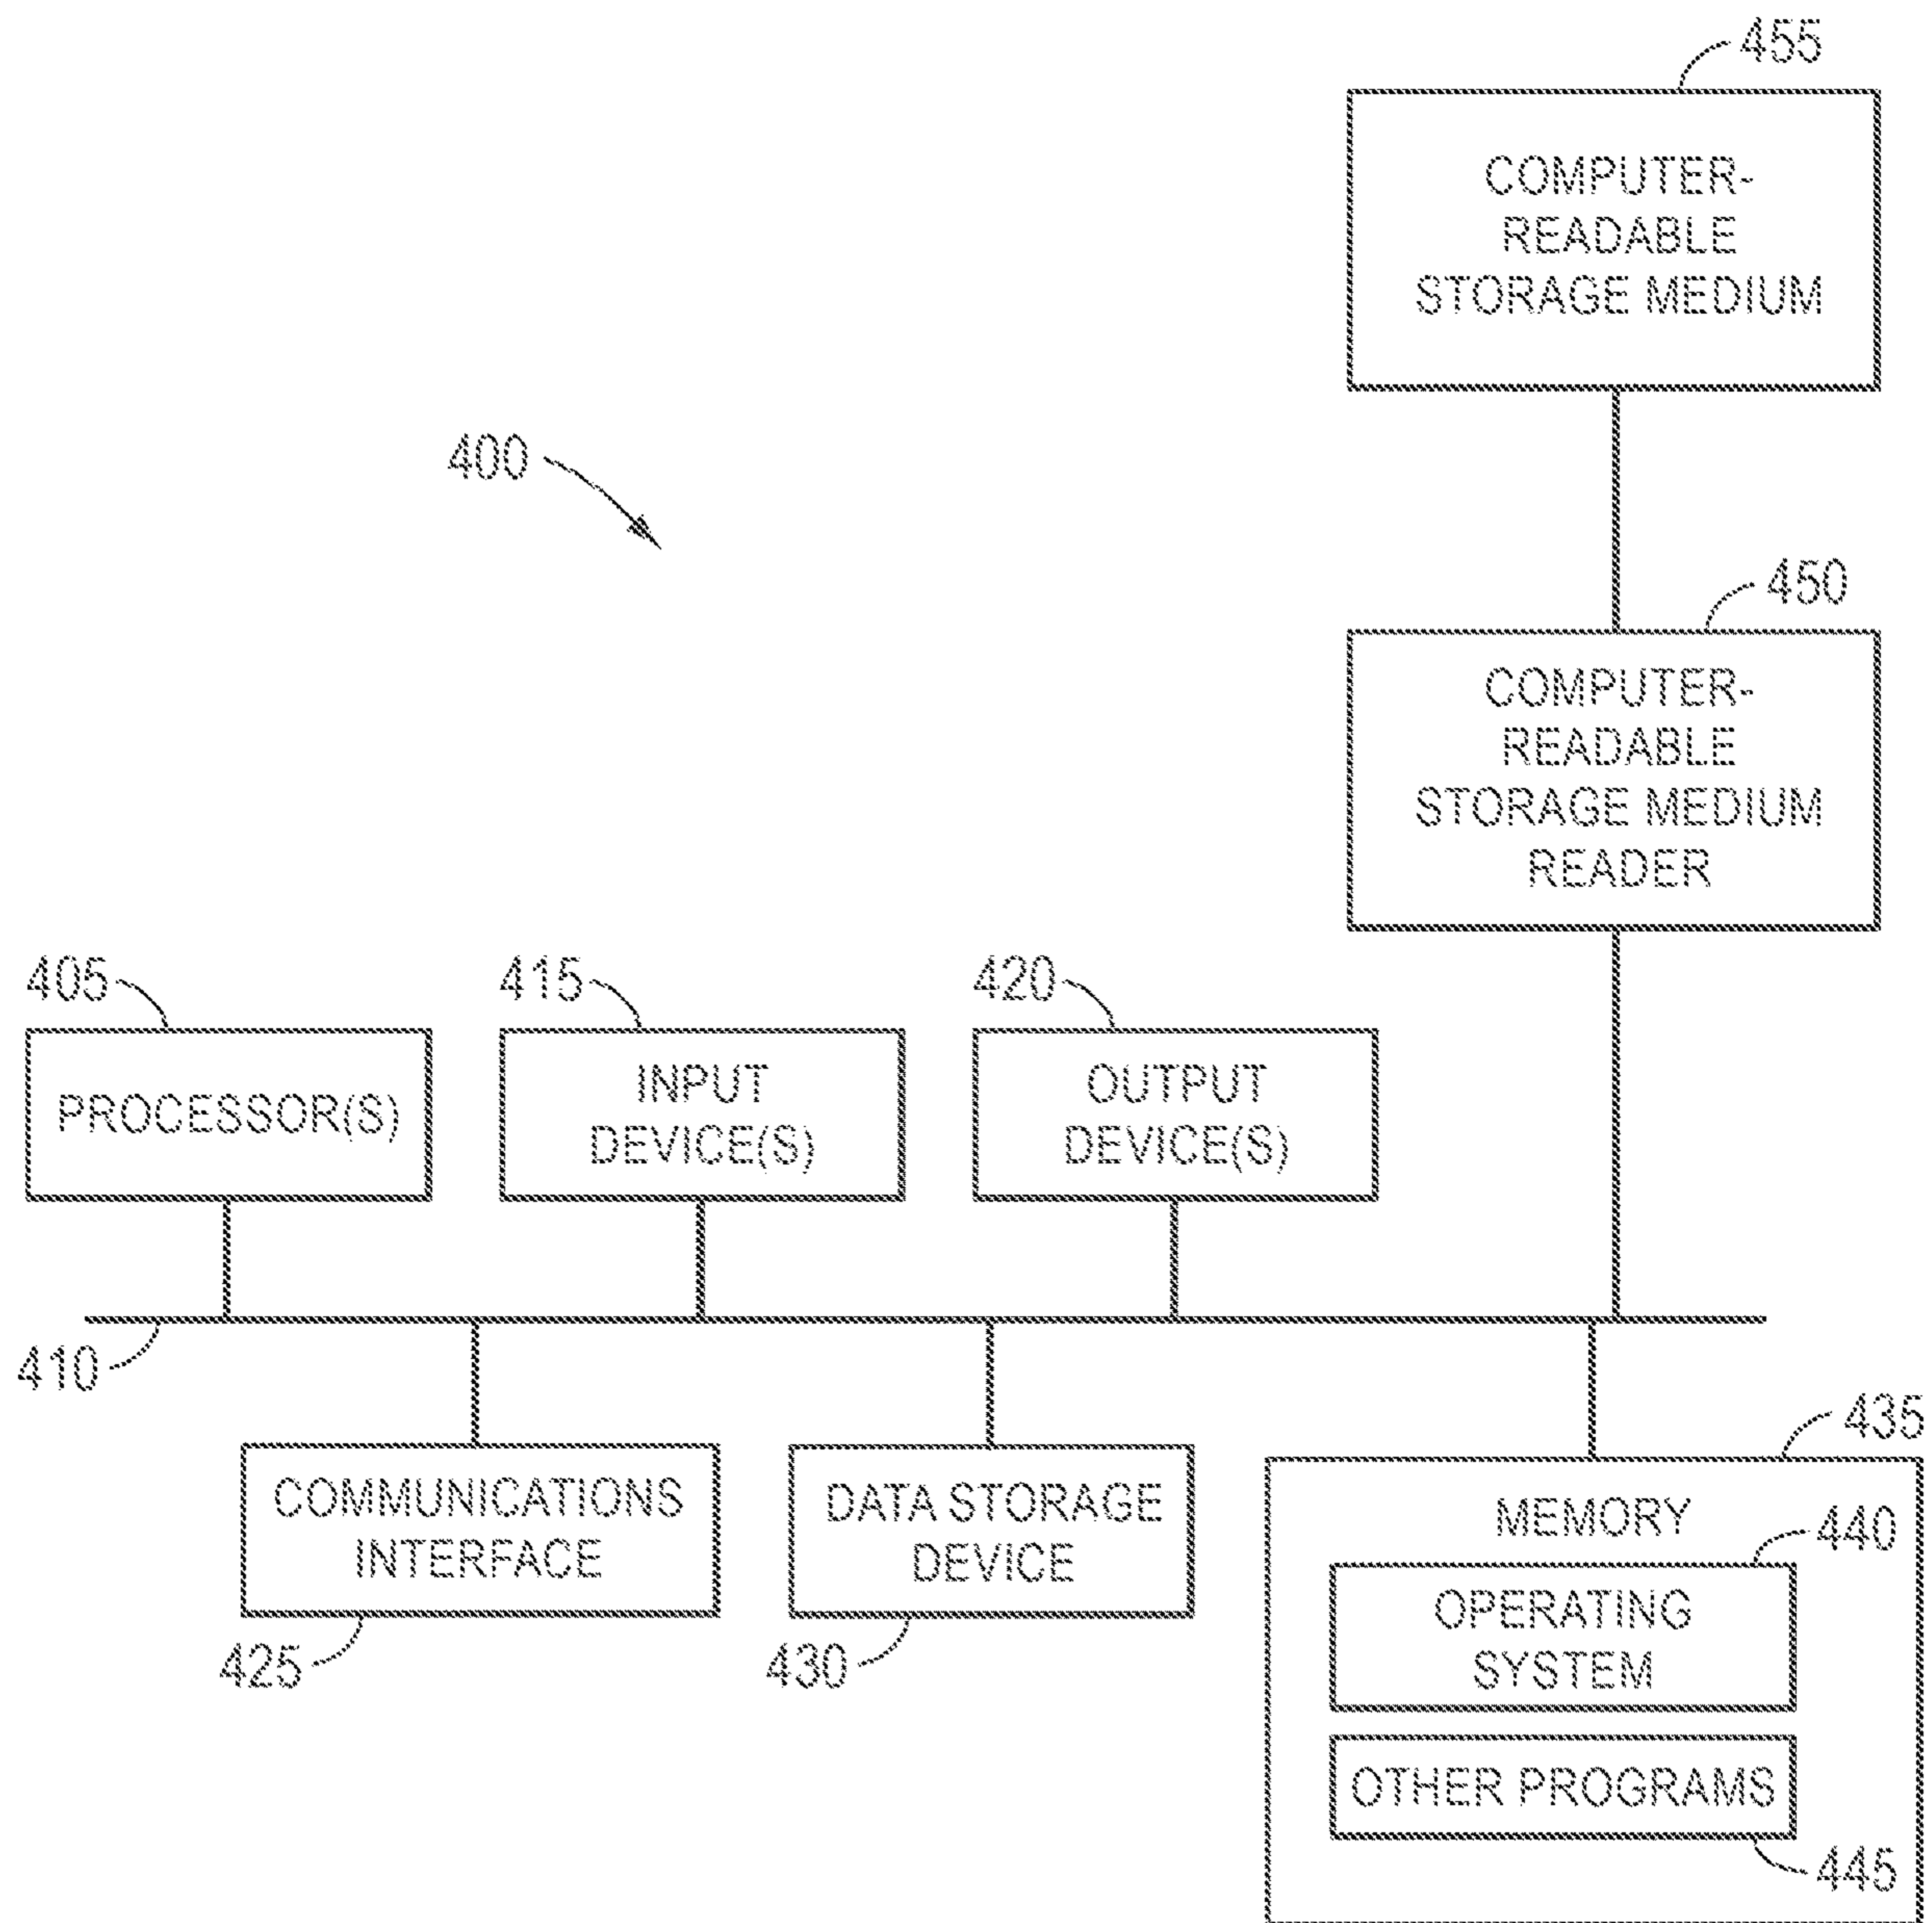 455
COMPUTER-
READABLE
STORAGE MEDIUM
400
450
COMPUTER-
READABLE
STORAGE MEDIUM
READER
405
PROCESSOR(S)
415
INPUT
DEVICE(S)
420
OUTPUT
DEVICE(S)
410
COMMUNICATIONS
INTERFACE
425
DATA STORAGE
DEVICE
430
435
MEMORY
440
OPERATING
SYSTEM
OTHER PROGRAMS
445